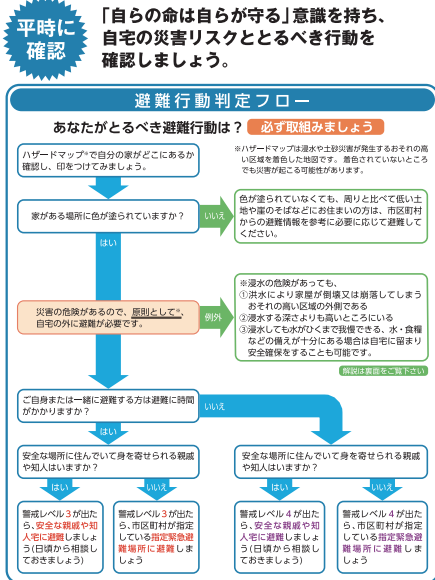 平時に
確認
「自らの命は自らが守る」意識を持ち、
自宅の災害リスクととるべき行動を
確認しましょう。
避難行動判定フロー
あなたがとるべき避難行動は？ 必ず取組みましょう
ハザードマップ※で自分の家がどこにあるか
確認し、印をつけてみましょう。
※ハザードマップは浸水や土砂災害が発生するおそれの高
い区域を着色した地図です。着色されていないところ
でも災害が起こる可能性があります。
家がある場所に色が塗られていますか？
いいえ
色が塗られていなくても、周りと比べて低い土
地や崖のそばなどにお住まいの方は、市区町村
からの避難情報を参考に必要に応じて避難して
ください。
はい
災害の危険があるので、原則として※、
自宅の外に避難が必要です。
例外
※浸水の危険があっても、
①洪水により家屋が倒壊又は崩落してしまう
おそれの高い区域の外側である
②浸水する深さよりも高いところにいる
③浸水しても水がひくまで我慢できる、水・食糧
などの備えが十分にある場合は自宅に留まり
安全確保をすることも可能です。
解説は裏面をご覧下さい
ご自身または一緒に避難する方は避難に時間
がかかりますか？
いいえ
はい
安全な場所に住んでいて身を寄せられる親戚
や知人はいますか？
安全な場所に住んでいて身を寄せられる親戚
や知人はいますか？
はい
いいえ
はい
いいえ
警戒レベル3が出た
ら、安全な親戚や知
人宅に避難しましょ
う(日頃から相談し
ておきましょう)
警戒レベル3が出た
ら、市区町村が指定
している指定緊急避
難場所に避難しま
しょう
警戒レベル4が出た
ら、安全な親戚や知
人宅に避難しましょ
う(日頃から相談し
ておきましょう)
警戒レベル4が出た
ら、市区町村が指定
している指定緊急避
難場所に避難しま
しょう